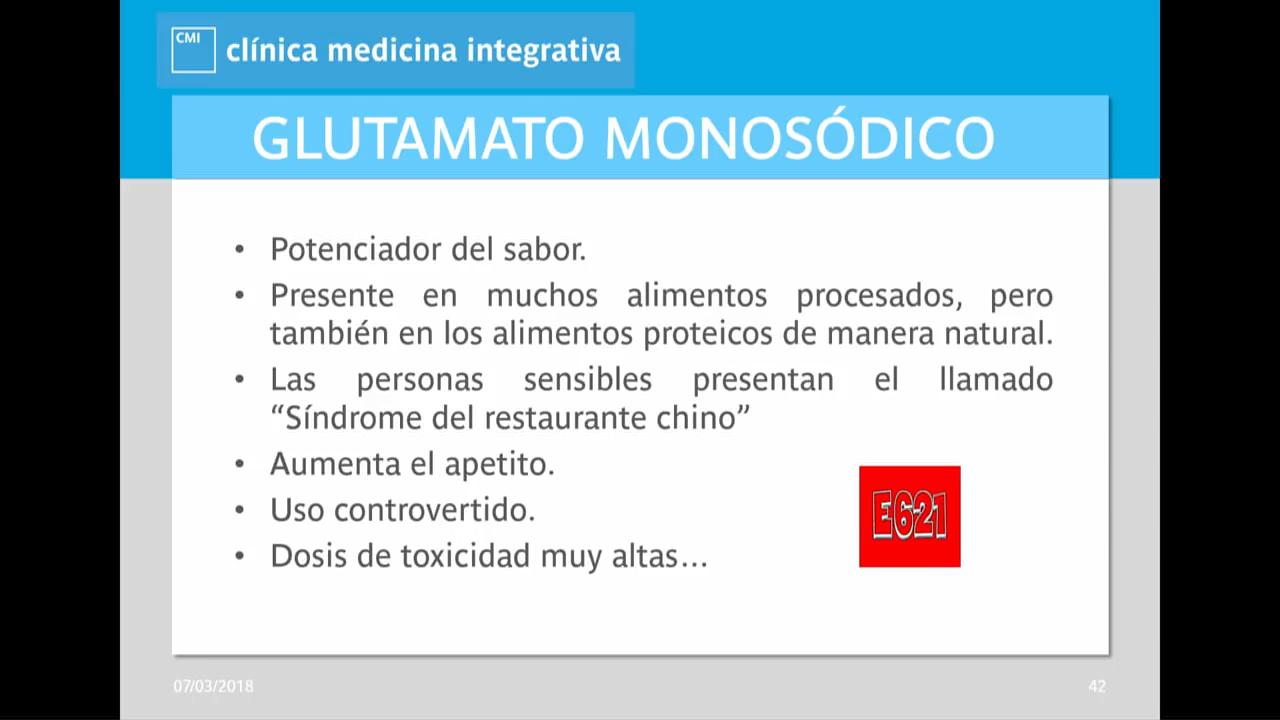 CMI
clínica medicina integrativa
GLUTAMATO MONOSÓDICO
• Potenciador del sabor.
• Presente en muchos alimentos procesados, pero
también en los alimentos proteicos de manera natural.
• Las personas sensibles presentan el llamado
“Síndrome del restaurante chino”
• Aumenta el apetito.
• Uso controvertido.
E621
• Dosis de toxicidad muy altas…
07/03/2018
42